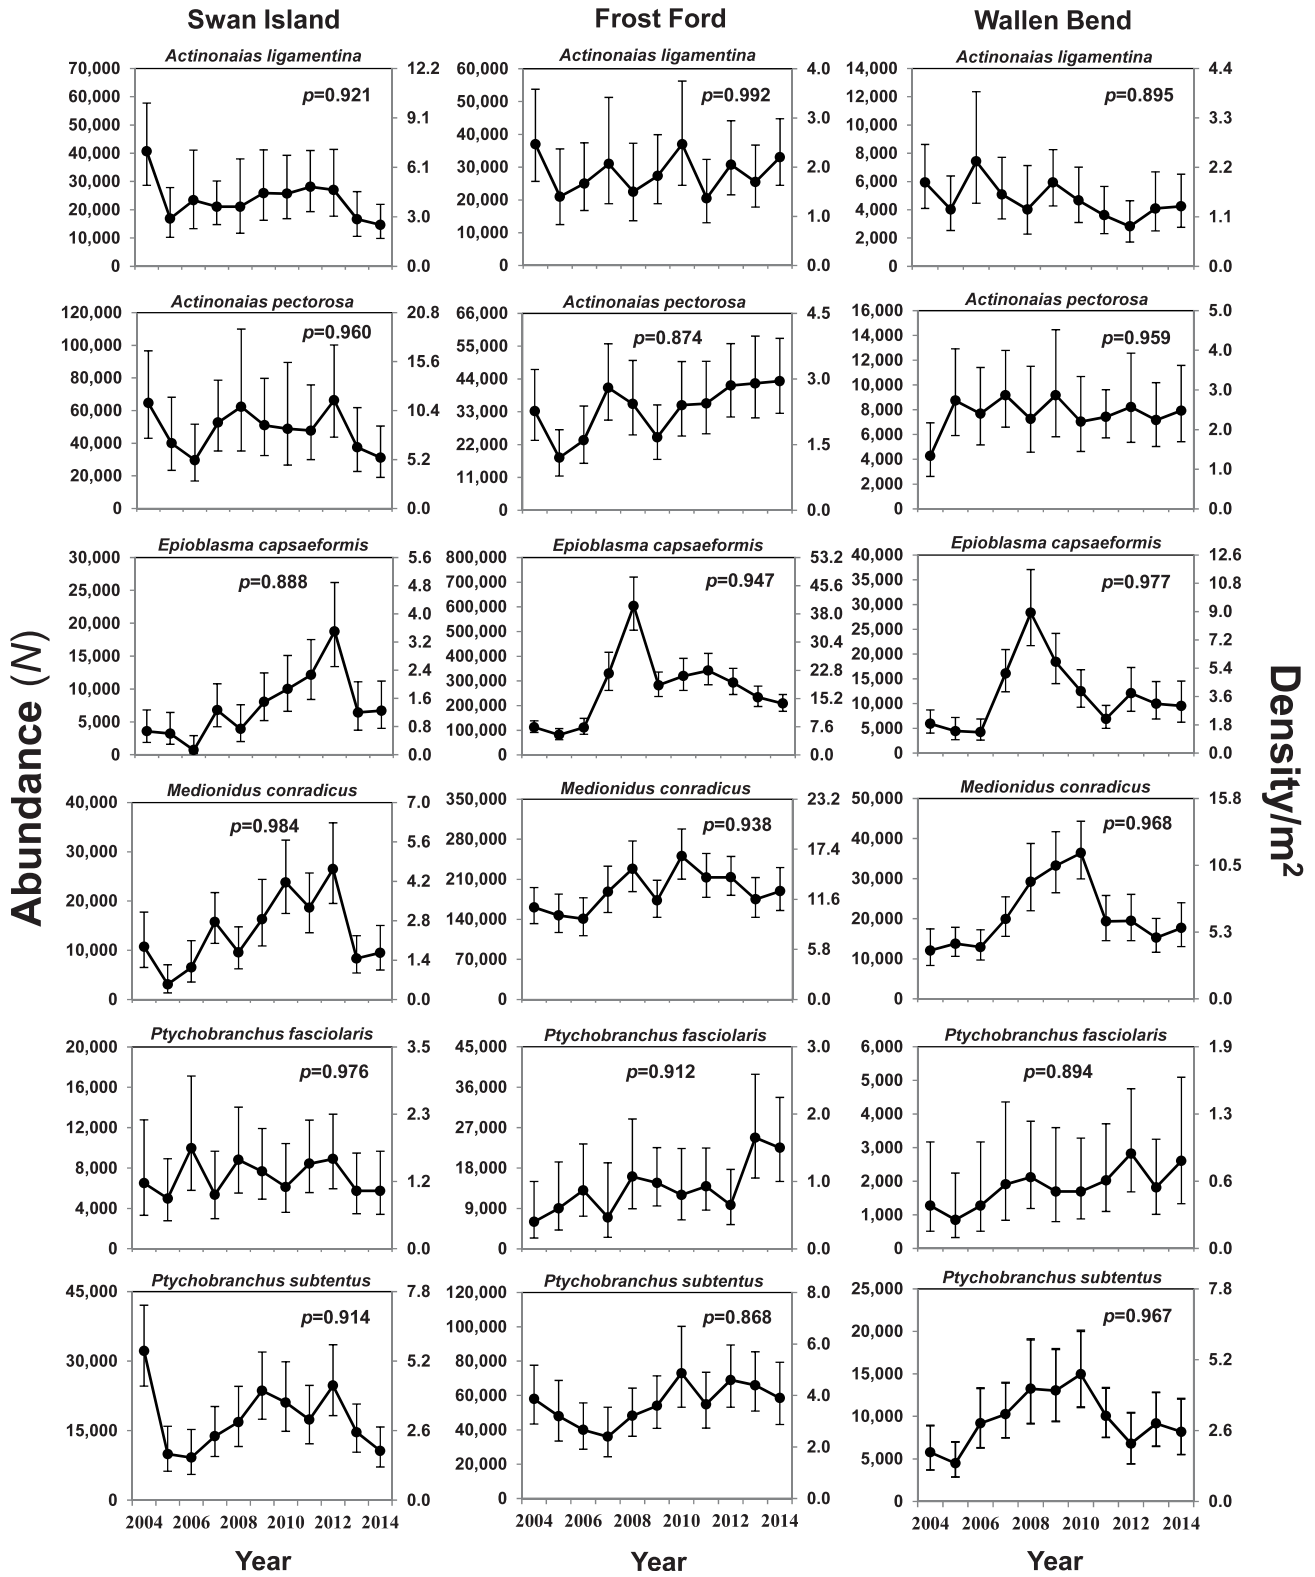 Swan Island Frost Ford Wallen Bend
Actinonaias ligamentina Actinonaias ligamentina Actinonaias ligamentina
70,000 12.2 60,000 4.0 14,000 4.4
p=0.921 p=0.992 p=0.895
60,000 50,000 12,000
9.1 3.0 3.3
50,000 40,000 10,000
40,000 6.1 30,000 2.0 8,000 2.2
30,000 6,000
20,000 3.0 20,000 1.0 4,000 1.1
10,000 10,000 2,000
0 0.0 0 0.0 0 0.0
Actinonaias pectorosa Actinonaias pectorosa Actinonaias pectorosa
120,000 20.8 66,000 4.5 16,000 5.0
p=0.960 p=0.874 p=0.959
100,000 55,000 14,000
15.6 4.0
80,000 44,000 3.0 12,000
10,000 3.0
60,000 10.4 33,000 8,000
40,000 22,000 1.5 6,000 2.0
5.2 4,000 1.0
20,000 11,000 2,000
0 0.0 0 0.0 0 0.0
Epioblasma capsaeformis Epioblasma capsaeformis Epioblasma capsaeformis
30,000 5.6 800,000 53.2 40,000 12.6
p=0.888 p=0.947 p=0.977
25,000 4.8 700,000 45.6 35,000 10.8
4.0 600,000 38.0 30,000 9.0
20,000 3.2 500,000 30.4 25,000 7.2
15,000 2.4 400,000 22.8 20,000 5.4
10,000 1.6 300,000 15.2 15,000 3.6
5,000 0.8 200,000 7.6 10,000 1.8
100,000 5,000
0 0.0 0 0.0 0 0.0
Abundance (N)
Density/m2
Medionidus conradicus Medionidus conradicus Medionidus conradicus
40,000 7.0 350,000 23.2 50,000 15.8
p=0.984 p=0.938 p=0.968
5.6 280,000 17.4 40,000
30,000 4.2 210,000 30,000 10.5
20,000 2.8 140,000 11.6 20,000
10,000 1.4 70,000 5.8 10,000 5.3
0 0.0 0 0.0 0 0.0
Ptychobranchus fasciolaris Ptychobranchus fasciolaris Ptychobranchus fasciolaris
20,000 3.5 45,000 3.0 6,000 1.9
p=0.976 p=0.912 p=0.894
16,000 36,000 5,000
2.3 2.0 1.3
12,000 27,000 4,000
8,000 1.2 18,000 1.0 3,000
2,000 0.6
4,000 9,000 1,000
0 0.0 0 0.0 0 0.0
Ptychobranchus subtentus Ptychobranchus subtentus Ptychobranchus subtentus
45,000 7.8 120,000 8.0 25,000 7.8
p=0.914 p=0.868 p=0.967
100,000 6.0 20,000
30,000 5.2 80,000 15,000 5.2
60,000 4.0
15,000 2.6 40,000 2.0 10,000 2.6
20,000 5,000
0 0.0 0 0.0 0 0.0
2004 2006 2008 2010 2012 2014 2004 2006 2008 2010 2012 2014 2004 2006 2008 2010 2012 2014
Year Year Year